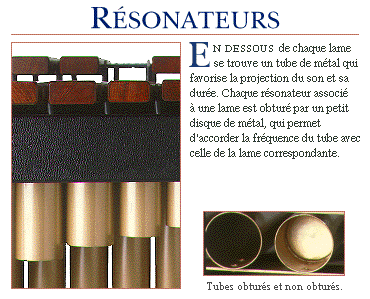 RÉSONATEURS
EN DESSOUS de chaque lame
se trouve un tube de métal qui
favorise la projection du son et sa
durée. Chaque résonateur associé
à une lame est obturé par un petit
disque de métal, qui permet
d'accorder la fréquence du tube avec
celle de la lame correspondante.
Tubes obturés et non obturés.